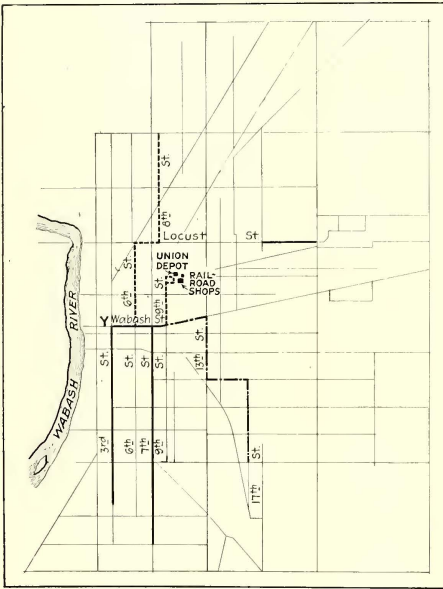 8th St.
Locust St
UNION
DEPOT
RAIL-
ROAD
SHOPS
6th St.
9th St.
WABASH RIVER
Y Wabash St
13th St.
3rd St.
6th St.
7th St.
9th St.
17th St.